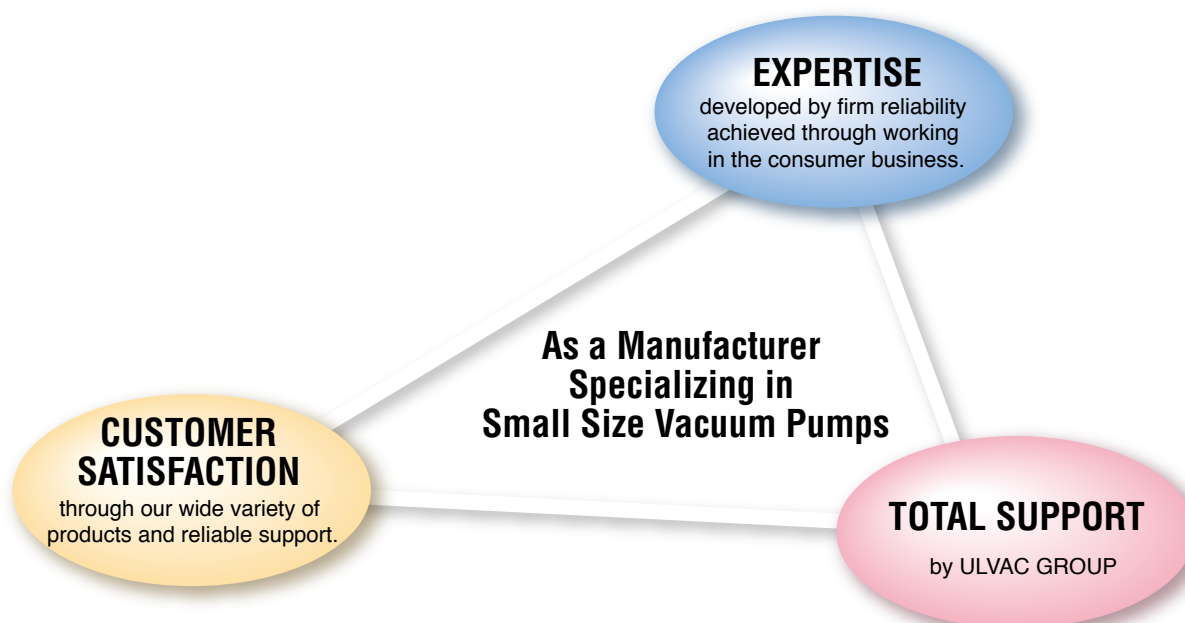 EXPERTISE
developed by firm reliability
achieved through working
in the consumer business.
As a Manufacturer
Specializing in
Small Size Vacuum Pumps
CUSTOMER
SATISFACTION
through our wide variety of
products and reliable support.
TOTAL SUPPORT
by ULVAC GROUP